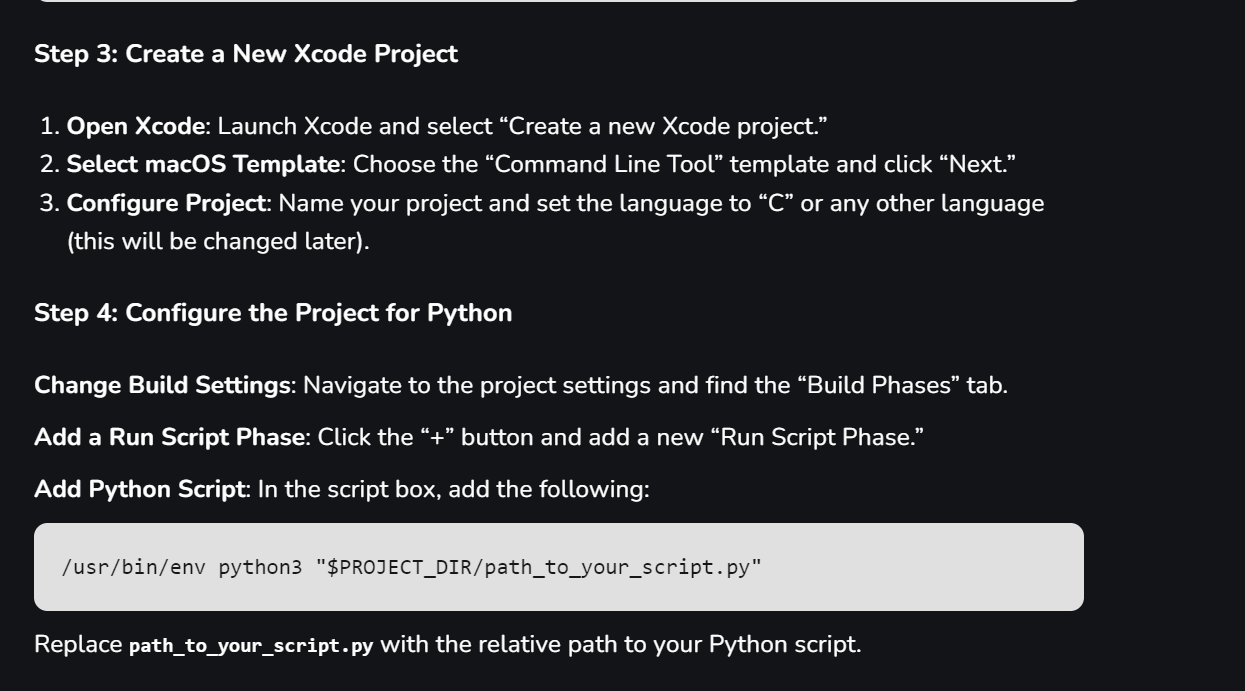 Step 3: Create a New Xcode Project
1. Open Xcode: Launch Xcode and select “Create a new Xcode project.”
2. Select macOS Template: Choose the “Command Line Tool” template and click “Next.”
3. Configure Project: Name your project and set the language to “C” or any other language
(this will be changed later).
Step 4: Configure the Project for Python
Change Build Settings: Navigate to the project settings and find the “Build Phases” tab.
Add a Run Script Phase: Click the “+” button and add a new “Run Script Phase.”
Add Python Script: In the script box, add the following:
/usr/bin/env python3 "$PROJECT_DIR/path_to_your_script.py"
Replace path_to_your_script.py with the relative path to your Python script.